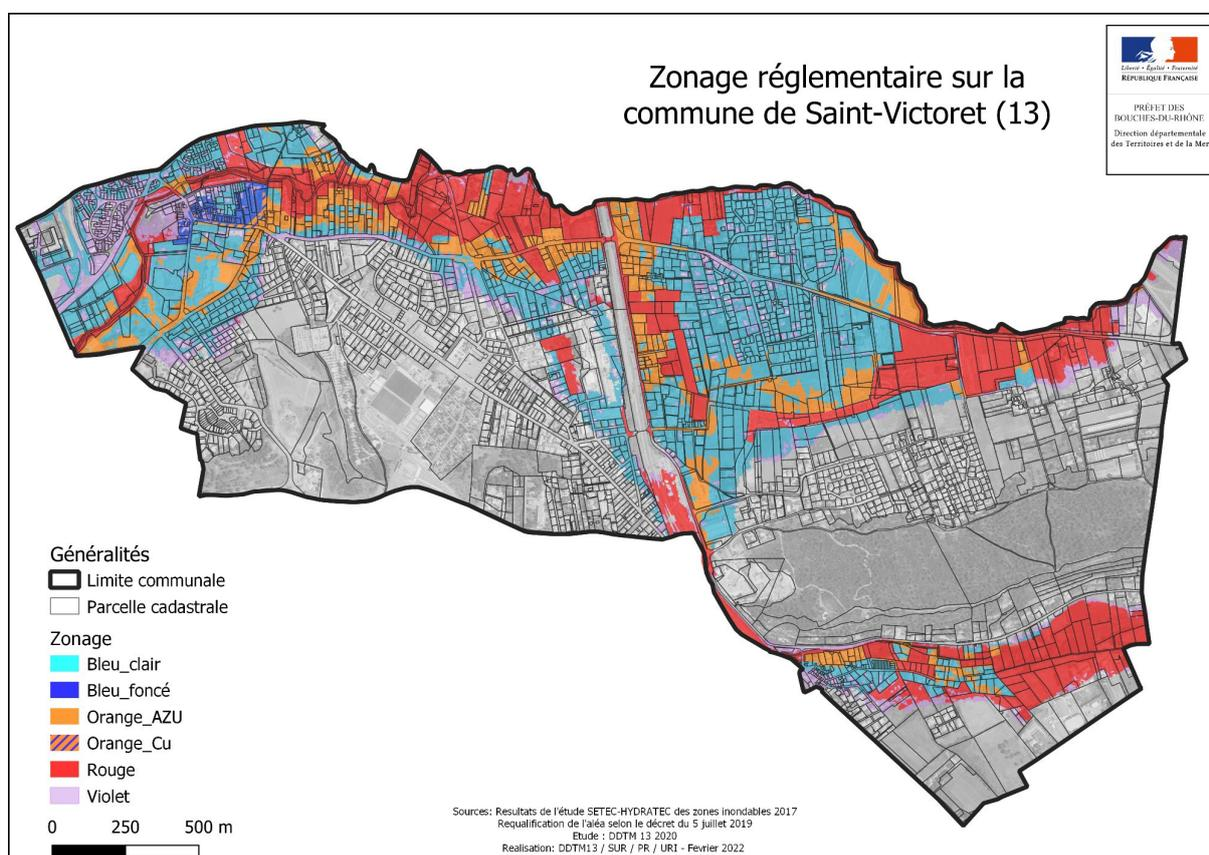 Zonage réglementaire sur la
commune de Saint-Victoret (13)
Liberté • Égalité • Fraternité
RÉPUBLIQUE FRANÇAISE
PRÉFET DES
BOUCHES-DU-RHÔNE
Direction départementale
des Territoires et de la Mer
Généralités
Limite communale
Parcelle cadastrale
Zonage
Bleu_clair
Bleu_foncé
Orange_AZU
Orange_Cu
Rouge
Violet
0 250 500 m
Sources: Resultats de l'étude SETEC-HYDRATEC des zones inondables 2017
Requalification de l'aléa selon le décret du 5 juillet 2019
Etude : DDTM 13 2020
Realisation: DDTM13 / SUR / PR / URI - Fevrier 2022